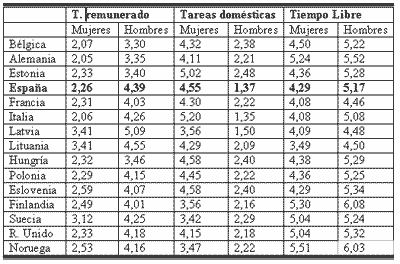 T. remunerado Tareas domésticas Tiempo Libre
Mujeres Hombres Mujeres Hombres Mujeres Hombres
Bélgica 2,07 3,30 4,32 2,38 4,50 5,22
Alemania 2,05 3,35 4,11 2,21 5,24 5,52
Estonia 2,33 3,40 5,02 2,48 4,36 5,28
España 2,26 4,39 4,55 1,37 4,29 5,17
Francia 2,31 4,03 4,30 2,22 4,08 4,46
Italia 2,06 4,26 5,20 1,35 4,08 5,08
Latvia 3,41 5,09 3,56 1,50 4,09 4,48
Lituania 3,41 4,55 4,29 2,09 3,49 4,50
Hungría 2,32 3,46 4,58 2,40 4,38 5,29
Polonia 2,29 4,15 4,45 2,22 4,36 5,25
Eslovenia 2,59 4,07 4,58 2,40 4,29 5,34
Finlandia 2,49 4,01 3,56 2,16 5,30 6,08
Suecia 3,12 4,25 3,42 2,29 5,04 5,24
R. Unido 2,33 4,18 4,15 2,18 5,04 5,32
Noruega 2,53 4,16 3,47 2,22 5,51 6,03